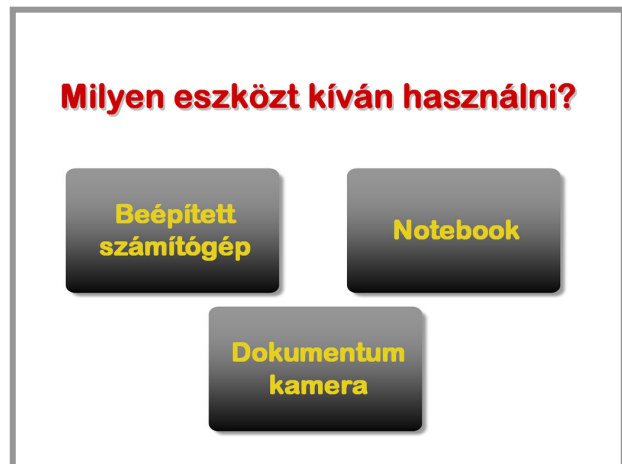 Milyen eszközt kíván használni?
Beépített
számítógép
Notebook
Dokumentum
kamera